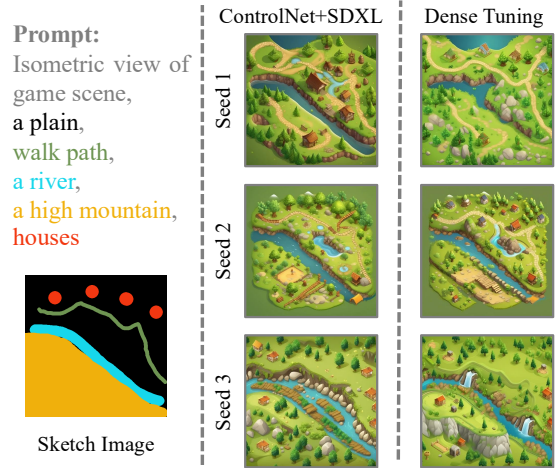 Prompt:
Isometric view of
game scene,
a plain,
walk path,
a river,
a high mountain,
houses
Sketch Image
ControlNet+SDXL
Dense Tuning
Seed 1
Seed 2
Seed 3